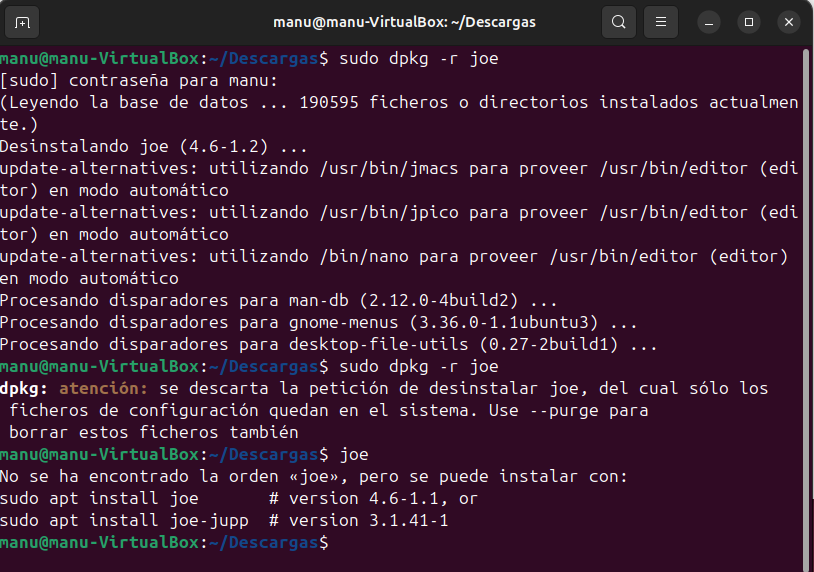 manu@manu-VirtualBox: ~/Descargas
manu@manu-VirtualBox:~/Descargas$ sudo dpkg -r joe
[sudo] contraseña para manu:
(Leyendo la base de datos ... 190595 ficheros o directorios instalados actualmen
te.)
Desinstalando joe (4.6-1.2) ...
update-alternatives: utilizando /usr/bin/jmacs para proveer /usr/bin/editor (edi
tor) en modo automático
update-alternatives: utilizando /usr/bin/jpico para proveer /usr/bin/editor (edi
tor) en modo automático
update-alternatives: utilizando /bin/nano para proveer /usr/bin/editor (editor)
en modo automático
Procesando disparadores para man-db (2.12.0-4build2) ...
Procesando disparadores para gnome-menus (3.36.0-1.1ubuntu3) ...
Procesando disparadores para desktop-file-utils (0.27-2build1) ...
manu@manu-VirtualBox:~/Descargas$ sudo dpkg -r joe
dpkg: atención: se descarta la petición de desinstalar joe, del cual sólo los
ficheros de configuración quedan en el sistema. Use --purge para
borrar estos ficheros también
manu@manu-VirtualBox:~/Descargas$ joe
No se ha encontrado la orden «joe», pero se puede instalar con:
sudo apt install joe       # version 4.6-1.1, or
sudo apt install joe-jupp  # version 3.1.41-1
manu@manu-VirtualBox:~/Descargas$